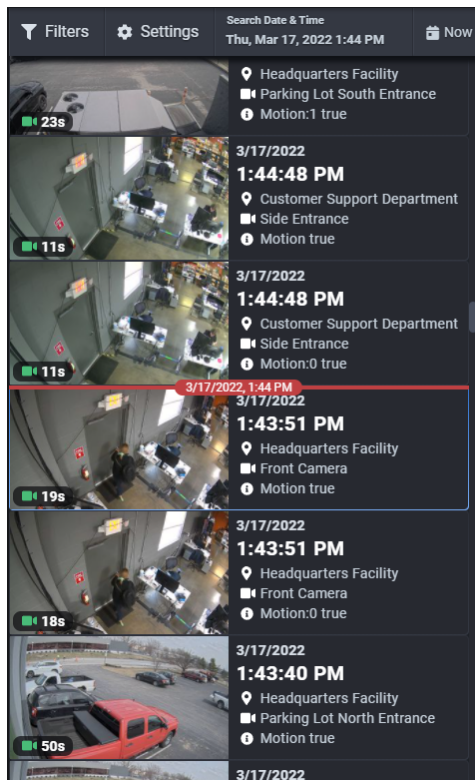 Filters
Settings
Search Date & Time
Thu, Mar 17, 2022 1:44 PM
Now
Headquarters Facility
Parking Lot South Entrance
Motion:1 true
23s
3/17/2022
1:44:48 PM
Customer Support Department
Side Entrance
Motion true
11s
3/17/2022
1:44:48 PM
Customer Support Department
Side Entrance
Motion:0 true
11s
3/17/2022, 1:44 PM
3/17/2022
1:43:51 PM
Headquarters Facility
Front Camera
Motion true
19s
3/17/2022
1:43:51 PM
Headquarters Facility
Front Camera
Motion:0 true
18s
3/17/2022
1:43:40 PM
Headquarters Facility
Parking Lot North Entrance
Motion true
50s
3/17/2022